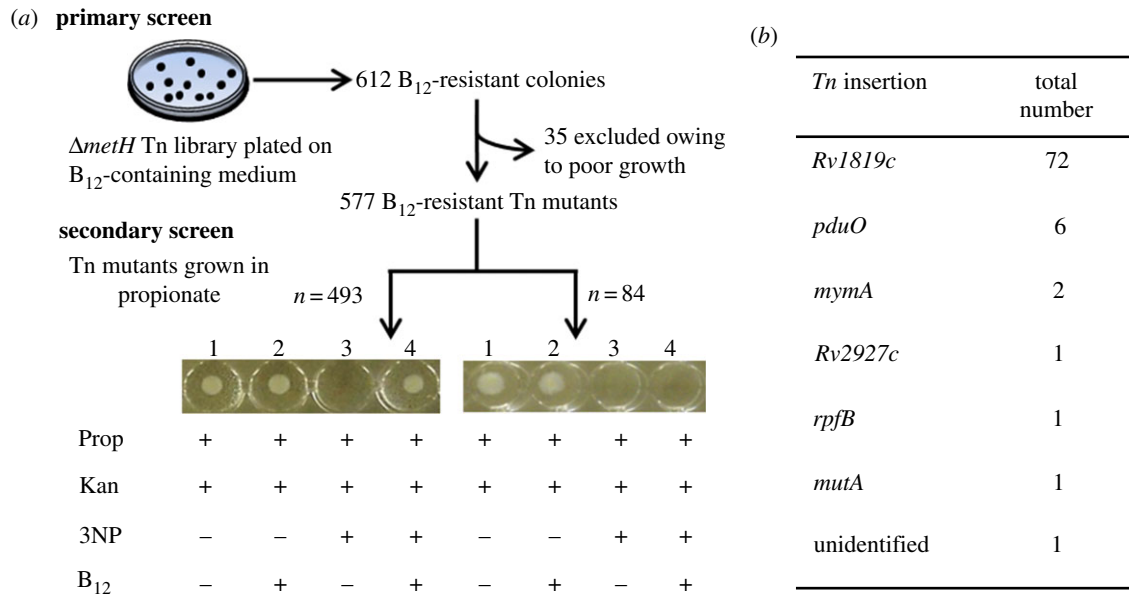 (a) primary screen
612 B12-resistant colonies
ΔmetH Tn library plated on
B12-containing medium
35 excluded owing
to poor growth
577 B12-resistant Tn mutants
secondary screen
Tn mutants grown in
propionate
n = 493
n = 84
1 2 3 4 1 2 3 4
Prop + + + + + + + +
Kan + + + + + + + +
3NP – – + + – – + +
B12 – + – + – + – +
(b)
Tn insertion total
number
Rv1819c 72
pduO 6
mymA 2
Rv2927c 1
rpfB 1
mutA 1
unidentified 1